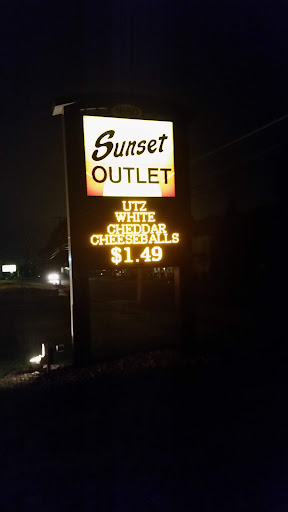 Sunset
OUTLET
UTZ
WHITE
CHEDDAR
CHEESEBALLS
$1.49